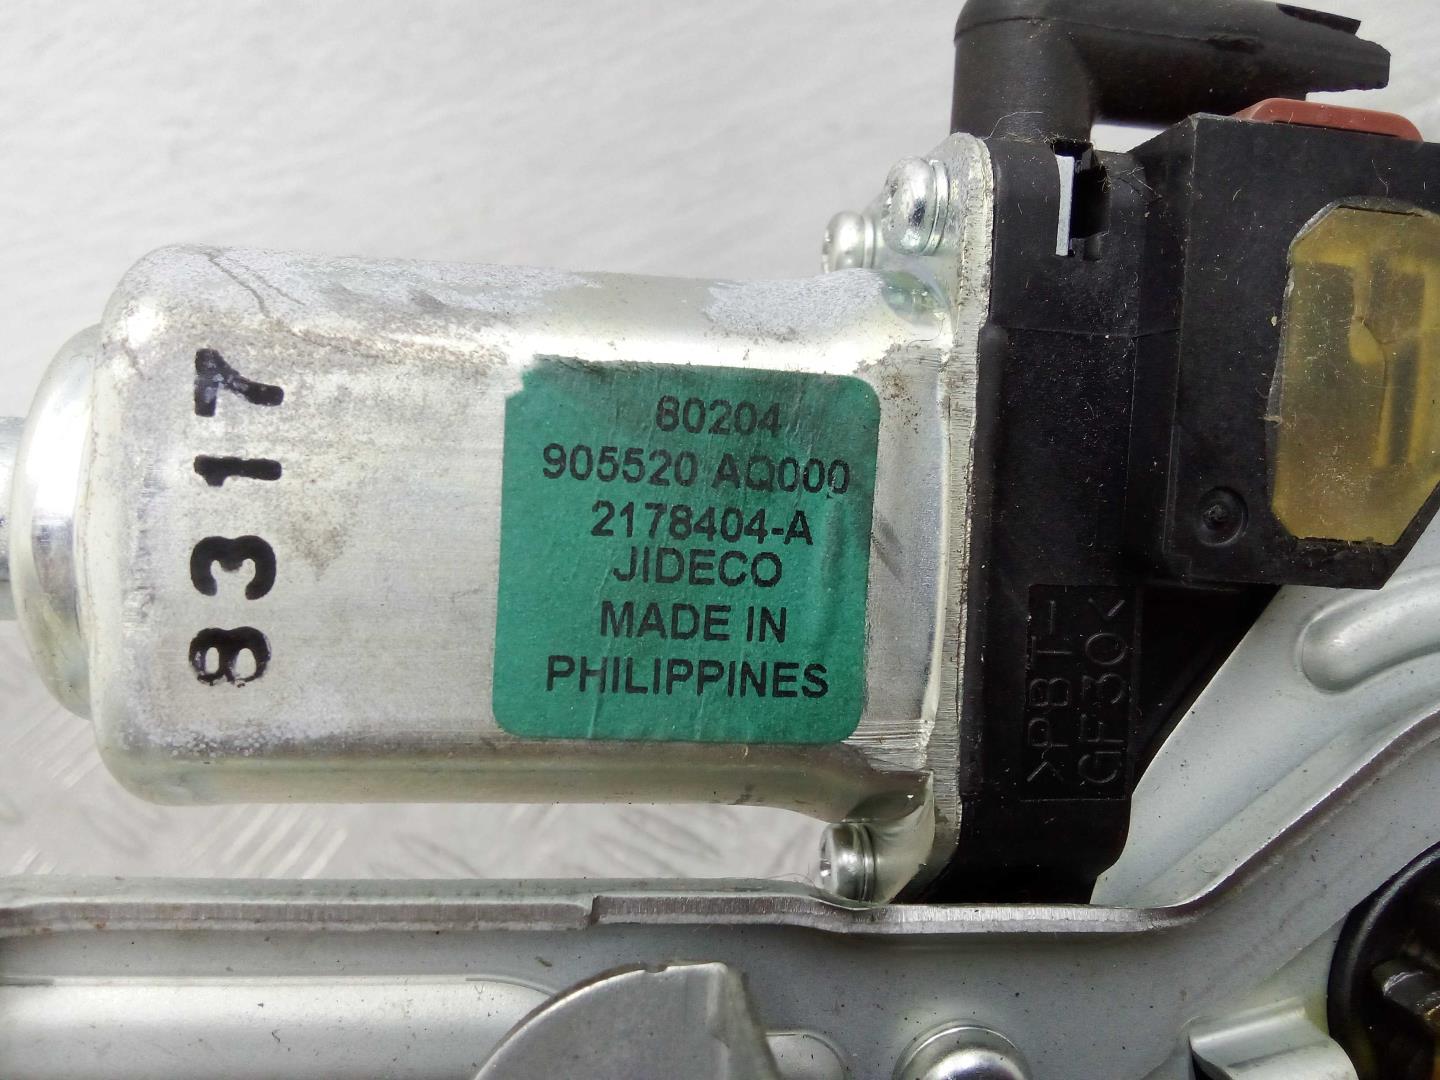 8317
80204
905520 AQ000
2178404-A
JIDECO
MADE IN
PHILIPPINES
>PBT-
GF30<